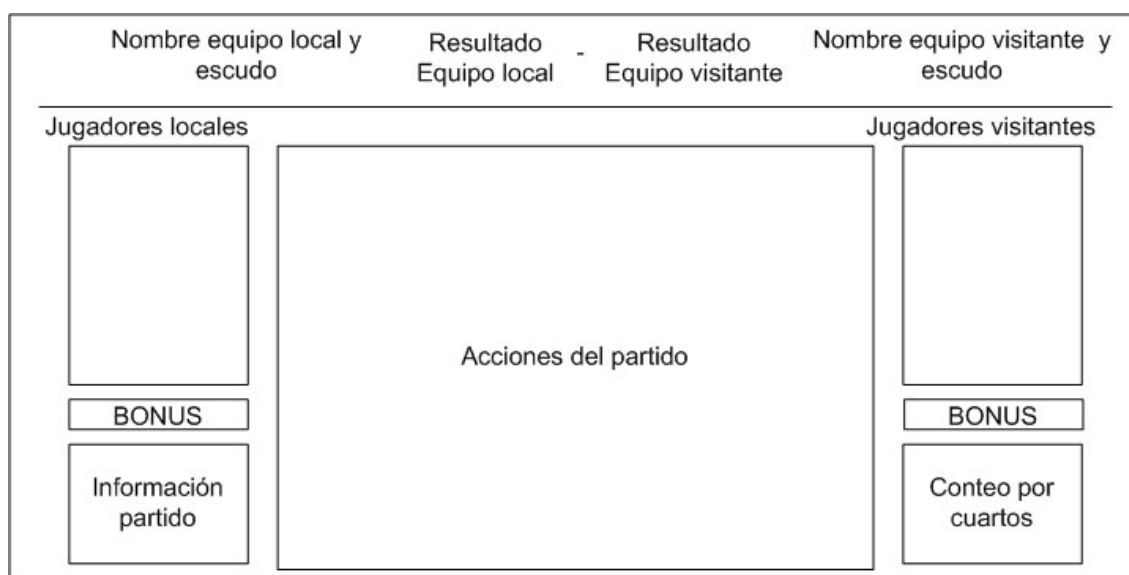 Nombre equipo local y
escudo
Resultado
Equipo local
-
Resultado
Equipo visitante
Nombre equipo visitante y
escudo
Jugadores locales
Jugadores visitantes
Acciones del partido
BONUS
BONUS
Información
partido
Conteo por
cuartos